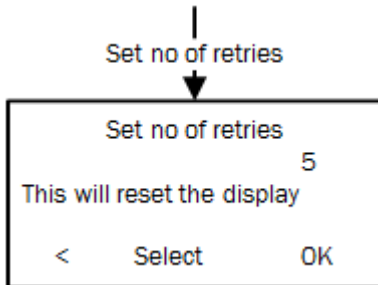 Set no of retries
Set no of retries
5
This will reset the display
< Select OK